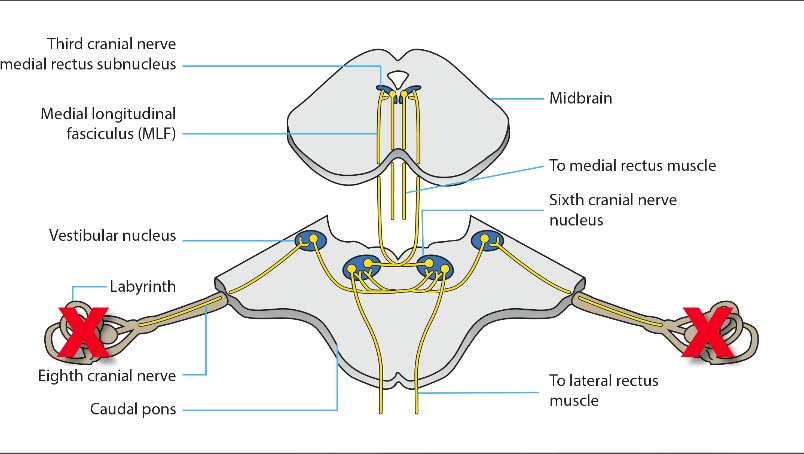 Third cranial nerve
medial rectus subnucleus
Medial longitudinal
fasciculus (MLF)
Midbrain
To medial rectus muscle
Sixth cranial nerve
nucleus
Vestibular nucleus
Labyrinth
X
X
Eighth cranial nerve
Caudal pons
To lateral rectus
muscle